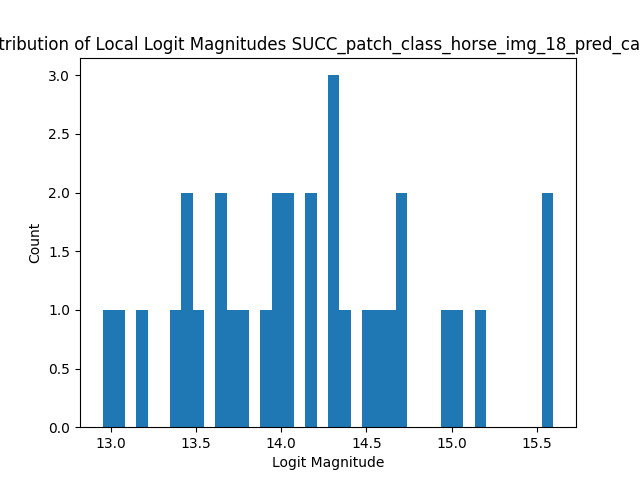 tribution of Local Logit Magnitudes SUCC_patch_class_horse_img_18_pred_ca
3.0
2.5
2.0
1.5
1.0
0.5
0.0
Count
13.0 13.5 14.0 14.5 15.0 15.5
Logit Magnitude